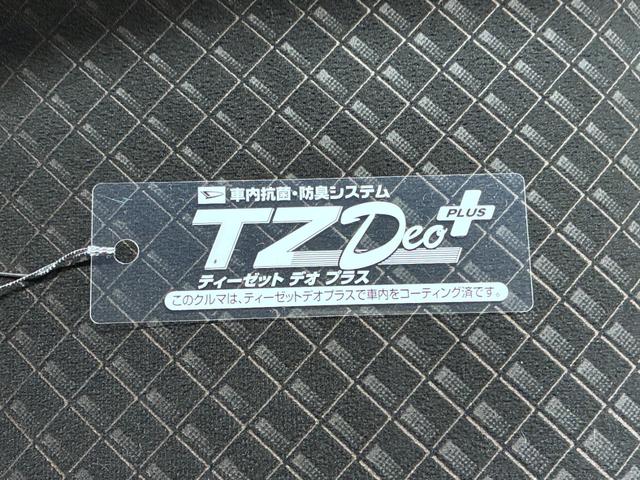 車内抗菌・防臭システム
TZ Deo PLUS
ティーゼット デオ プラス
このクルマは、ティーゼットデオプラスで車内をコーティング済です。